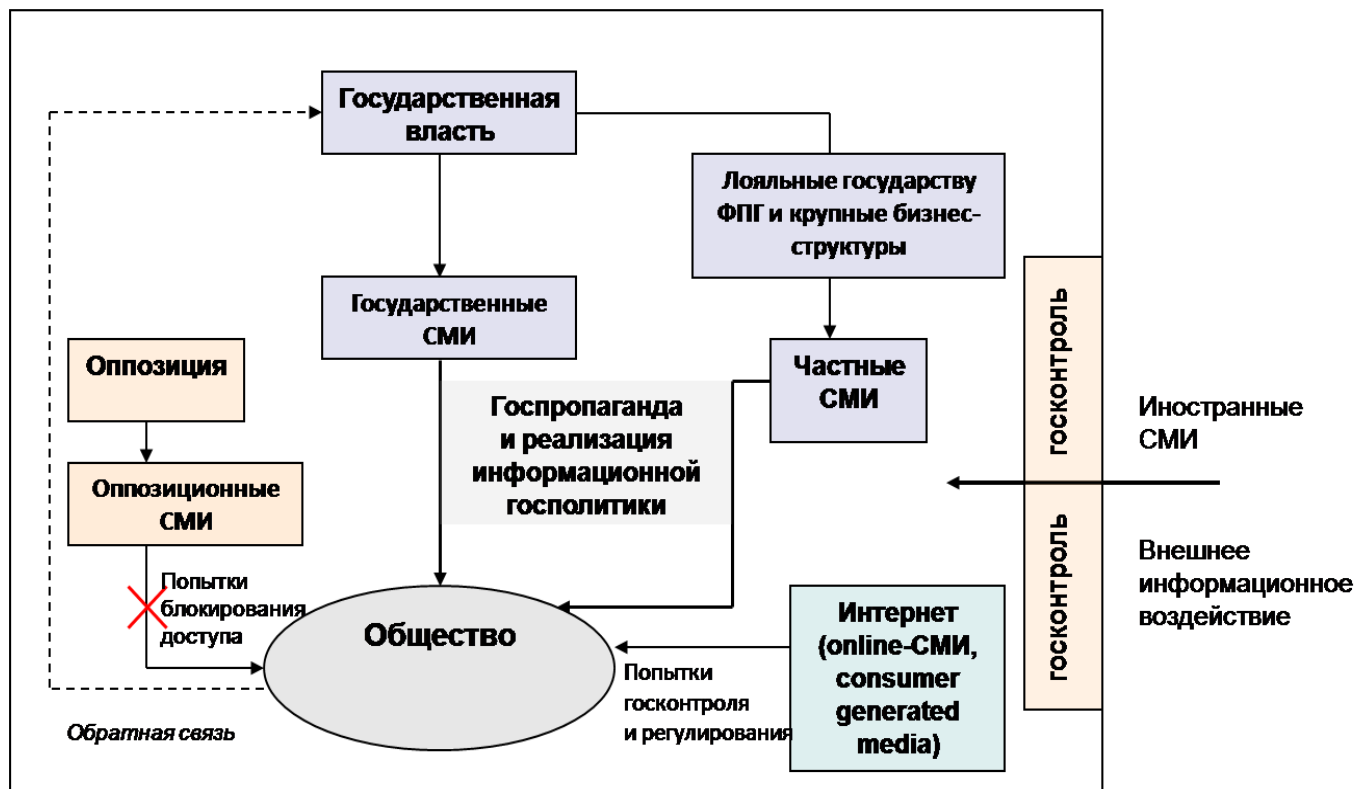 Государственная
власть
Лояльные государству
ФПГ и крупные бизнес-
структуры
Государственные
СМИ
Оппозиция
Частные
СМИ
Госпропаганда
и реализация
информационной
госполитики
Оппозиционные
СМИ
госконтроль
госконтроль
Иностранные
СМИ
Внешнее
информационное
воздействие
Попытки
блокирования
доступа
Общество
Интернет
(online-СМИ,
consumer
generated
media)
Попытки
госконтроля
и регулирования
Обратная связь